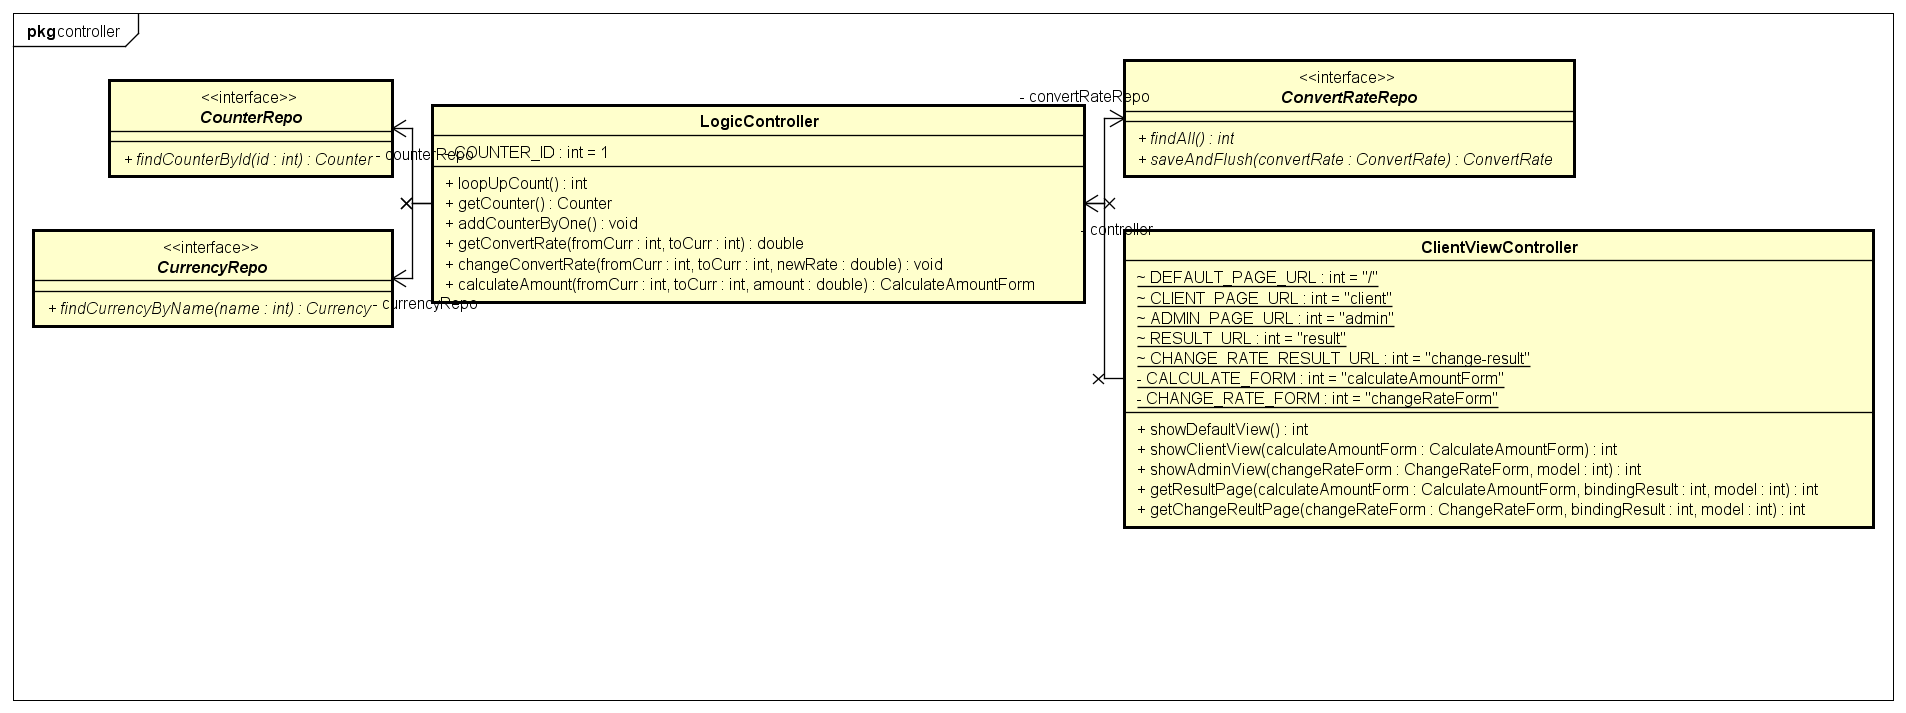 pkg controller
<<interface>>
CounterRepo
+ findCounterById(id : int) : Counter
- counterRepo
<<interface>>
CurrencyRepo
+ findCurrencyByName(name : int) : Currency
- currencyRepo
LogicController
- COUNTER_ID : int = 1
+ loopUpCount() : int
+ getCounter() : Counter
+ addCounterByOne() : void
+ getConvertRate(fromCurr : int, toCurr : int) : double
+ changeConvertRate(fromCurr : int, toCurr : int, newRate : double) : void
+ calculateAmount(fromCurr : int, toCurr : int, amount : double) : CalculateAmountForm
- convertRateRepo
<<interface>>
ConvertRateRepo
+ findAll() : int
+ saveAndFlush(convertRate : ConvertRate) : ConvertRate
- controller
ClientViewController
~ DEFAULT_PAGE_URL : int = "/"
~ CLIENT_PAGE_URL : int = "client"
~ ADMIN_PAGE_URL : int = "admin"
~ RESULT_URL : int = "result"
~ CHANGE_RATE_RESULT_URL : int = "change-result"
- CALCULATE_FORM : int = "calculateAmountForm"
- CHANGE_RATE_FORM : int = "changeRateForm"
+ showDefaultView() : int
+ showClientView(calculateAmountForm : CalculateAmountForm) : int
+ showAdminView(changeRateForm : ChangeRateForm, model : int) : int
+ getResultPage(calculateAmountForm : CalculateAmountForm, bindingResult : int, model : int) : int
+ getChangeReultPage(changeRateForm : ChangeRateForm, bindingResult : int, model : int) : int